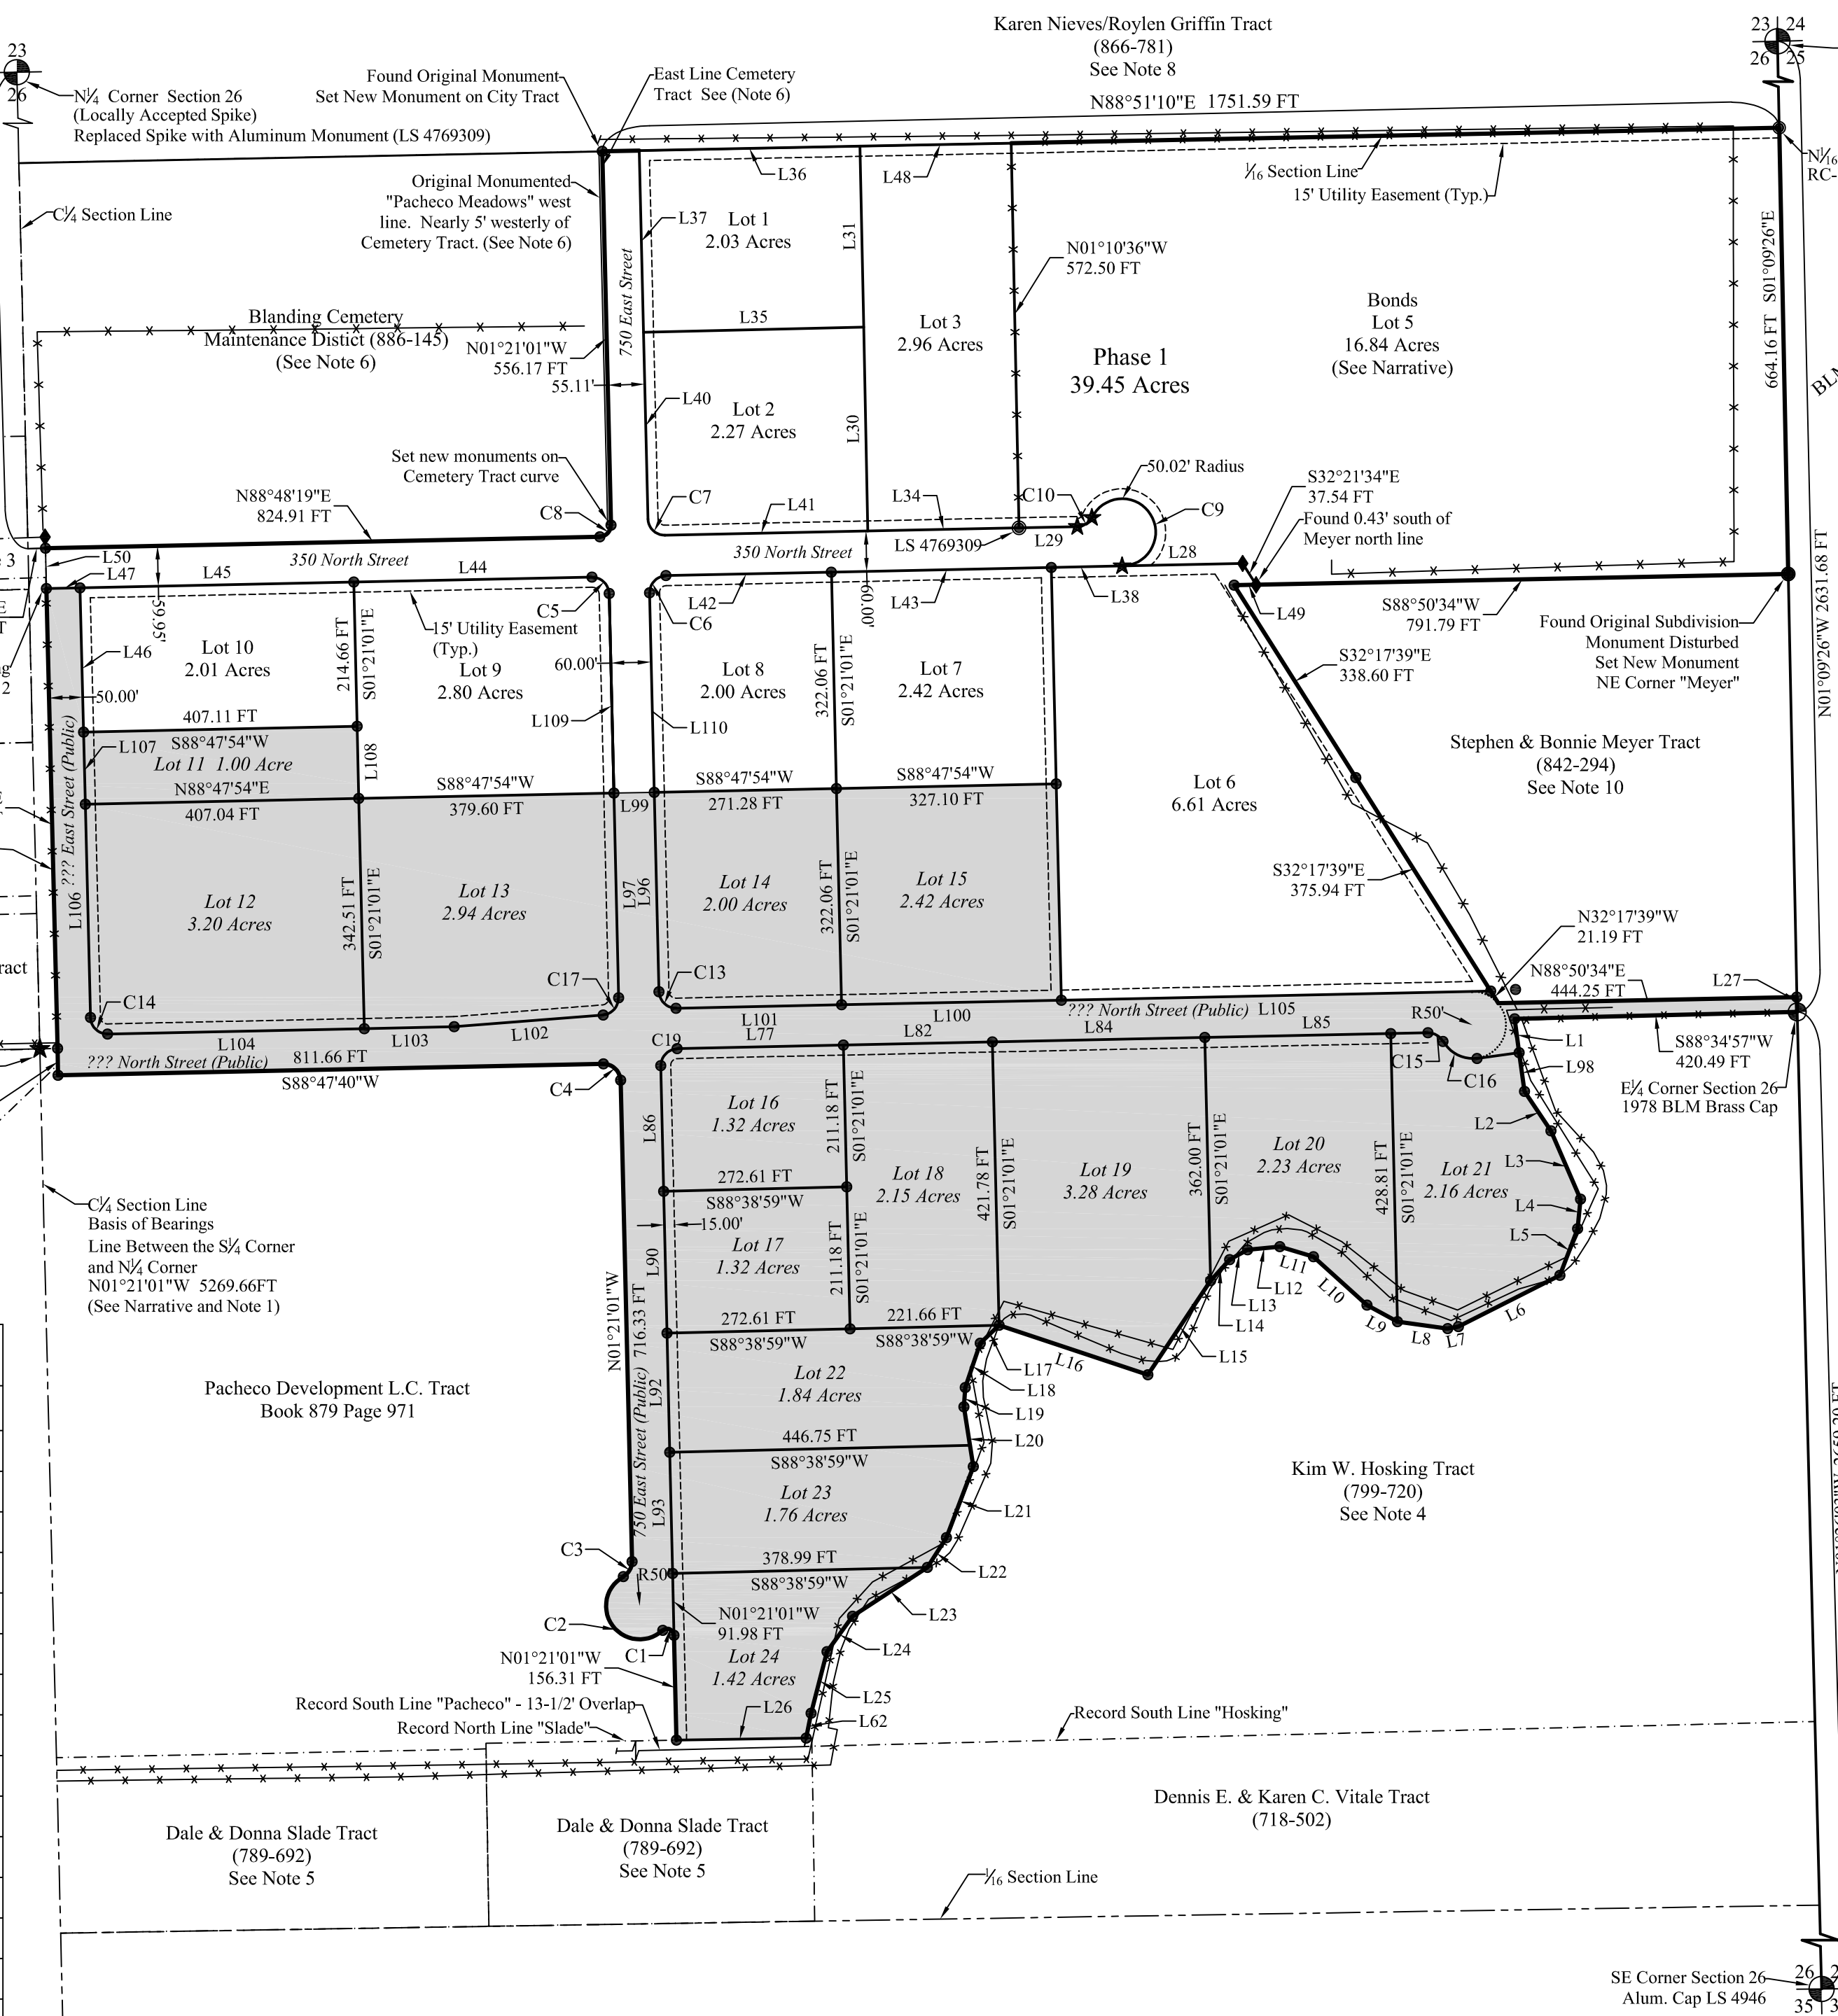 Karen Nieves/Roylen Griffin Tract
(866-781)
See Note 8
N88°51'10"E 1751.59 FT
23
26
23 24
26 25
N¼ Corner Section 26
(Locally Accepted Spike)
Replaced Spike with Aluminum Monument (LS 4769309)
Found Original Monument
Set New Monument on City Tract
East Line Cemetery
Tract See (Note 6)
C¼ Section Line
Original Monumented
"Pacheco Meadows" west
line. Nearly 5' westerly of
Cemetery Tract. (See Note 6)
L36
L48
1/16 Section Line
15' Utility Easement (Typ.)
N1/16
RC-
L37
Lot 1
2.03 Acres
L31
750 East Street
N01°10'36"W
572.50 FT
664.16 FT S01°09'26"E
Blanding Cemetery
Maintenance Distict (886-145)
(See Note 6)
N01°21'01"W
556.17 FT
55.11'
L35
Lot 3
2.96 Acres
Phase 1
39.45 Acres
Bonds
Lot 5
16.84 Acres
(See Narrative)
L40
Lot 2
2.27 Acres
L30
Set new monuments on
Cemetery Tract curve
50.02' Radius
S32°21'34"E
37.54 FT
Found 0.43' south of
Meyer north line
N88°48'19"E
824.91 FT
C8
C7
L41
L34
C10
C9
LS 4769309
L29
L28
L50
L47
L45
350 North Street
L44
350 North Street
59.95'
C5
C6
L42
L43
60.00'
L38
L49
S88°50'34"W
791.79 FT
Found Original Subdivision
Monument Disturbed
Set New Monument
NE Corner "Meyer"
N01°09'26"W 2631.68 FT
L46
Lot 10
2.01 Acres
214.66 FT
S01°21'01"E
15' Utility Easement
(Typ.)
Lot 9
2.80 Acres
60.00'
Lot 8
2.00 Acres
322.06 FT
S01°21'01"E
Lot 7
2.42 Acres
S32°17'39"E
338.60 FT
50.00'
407.11 FT
S88°47'54"W
L109
L110
??? East Street (Public)
L107
Lot 11 1.00 Acre
L108
N88°47'54"E
407.04 FT
S88°47'54"W
379.60 FT
L99
S88°47'54"W
271.28 FT
S88°47'54"W
327.10 FT
Lot 6
6.61 Acres
Stephen & Bonnie Meyer Tract
(842-294)
See Note 10
S32°17'39"E
375.94 FT
L106
Lot 12
3.20 Acres
342.51 FT
S01°21'01"E
Lot 13
2.94 Acres
L97
L96
Lot 14
2.00 Acres
322.06 FT
S01°21'01"E
Lot 15
2.42 Acres
N32°17'39"W
21.19 FT
N88°50'34"E
444.25 FT
L27
C14
C17
C13
L104
L103
L102
L101
L100
??? North Street (Public)
L105
R50'
??? North Street (Public)
811.66 FT
S88°47'40"W
C4
C19
L77
L82
L84
L85
C15
C16
L1
L98
S88°34'57"W
420.49 FT
E¼ Corner Section 26
1978 BLM Brass Cap
L86
Lot 16
1.32 Acres
211.18 FT
S01°21'01"E
272.61 FT
S88°38'59"W
15.00'
Lot 18
2.15 Acres
421.78 FT
S01°21'01"E
Lot 19
3.28 Acres
362.00 FT
S01°21'01"E
Lot 20
2.23 Acres
428.81 FT
S01°21'01"E
Lot 21
2.16 Acres
L2
L3
L4
L5
C¼ Section Line
Basis of Bearings
Line Between the S¼ Corner
and N¼ Corner
N01°21'01"W 5269.66FT
(See Narrative and Note 1)
L90
Lot 17
1.32 Acres
211.18 FT
S01°21'01"E
L11
L12
L10
L13
L14
L9
L8
L7
L6
N01°21'01"W
716.33 FT
750 East Street (Public)
272.61 FT
S88°38'59"W
221.66 FT
S88°38'59"W
L15
L16
L17
L18
L19
L20
Pacheco Development L.C. Tract
Book 879 Page 971
L92
Lot 22
1.84 Acres
446.75 FT
S88°38'59"W
Kim W. Hosking Tract
(799-720)
See Note 4
L93
Lot 23
1.76 Acres
L21
C3
R50'
378.99 FT
S88°38'59"W
L22
L23
C2
C1
N01°21'01"W
91.98 FT
L24
N01°21'01"W
156.31 FT
Lot 24
1.42 Acres
L25
Record South Line "Pacheco" - 13-1/2' Overlap
Record North Line "Slade"
L26
L62
Record South Line "Hosking"
Dennis E. & Karen C. Vitale Tract
(718-502)
Dale & Donna Slade Tract
(789-692)
See Note 5
Dale & Donna Slade Tract
(789-692)
See Note 5
1/16 Section Line
SE Corner Section 26
Alum. Cap LS 4946
26
35